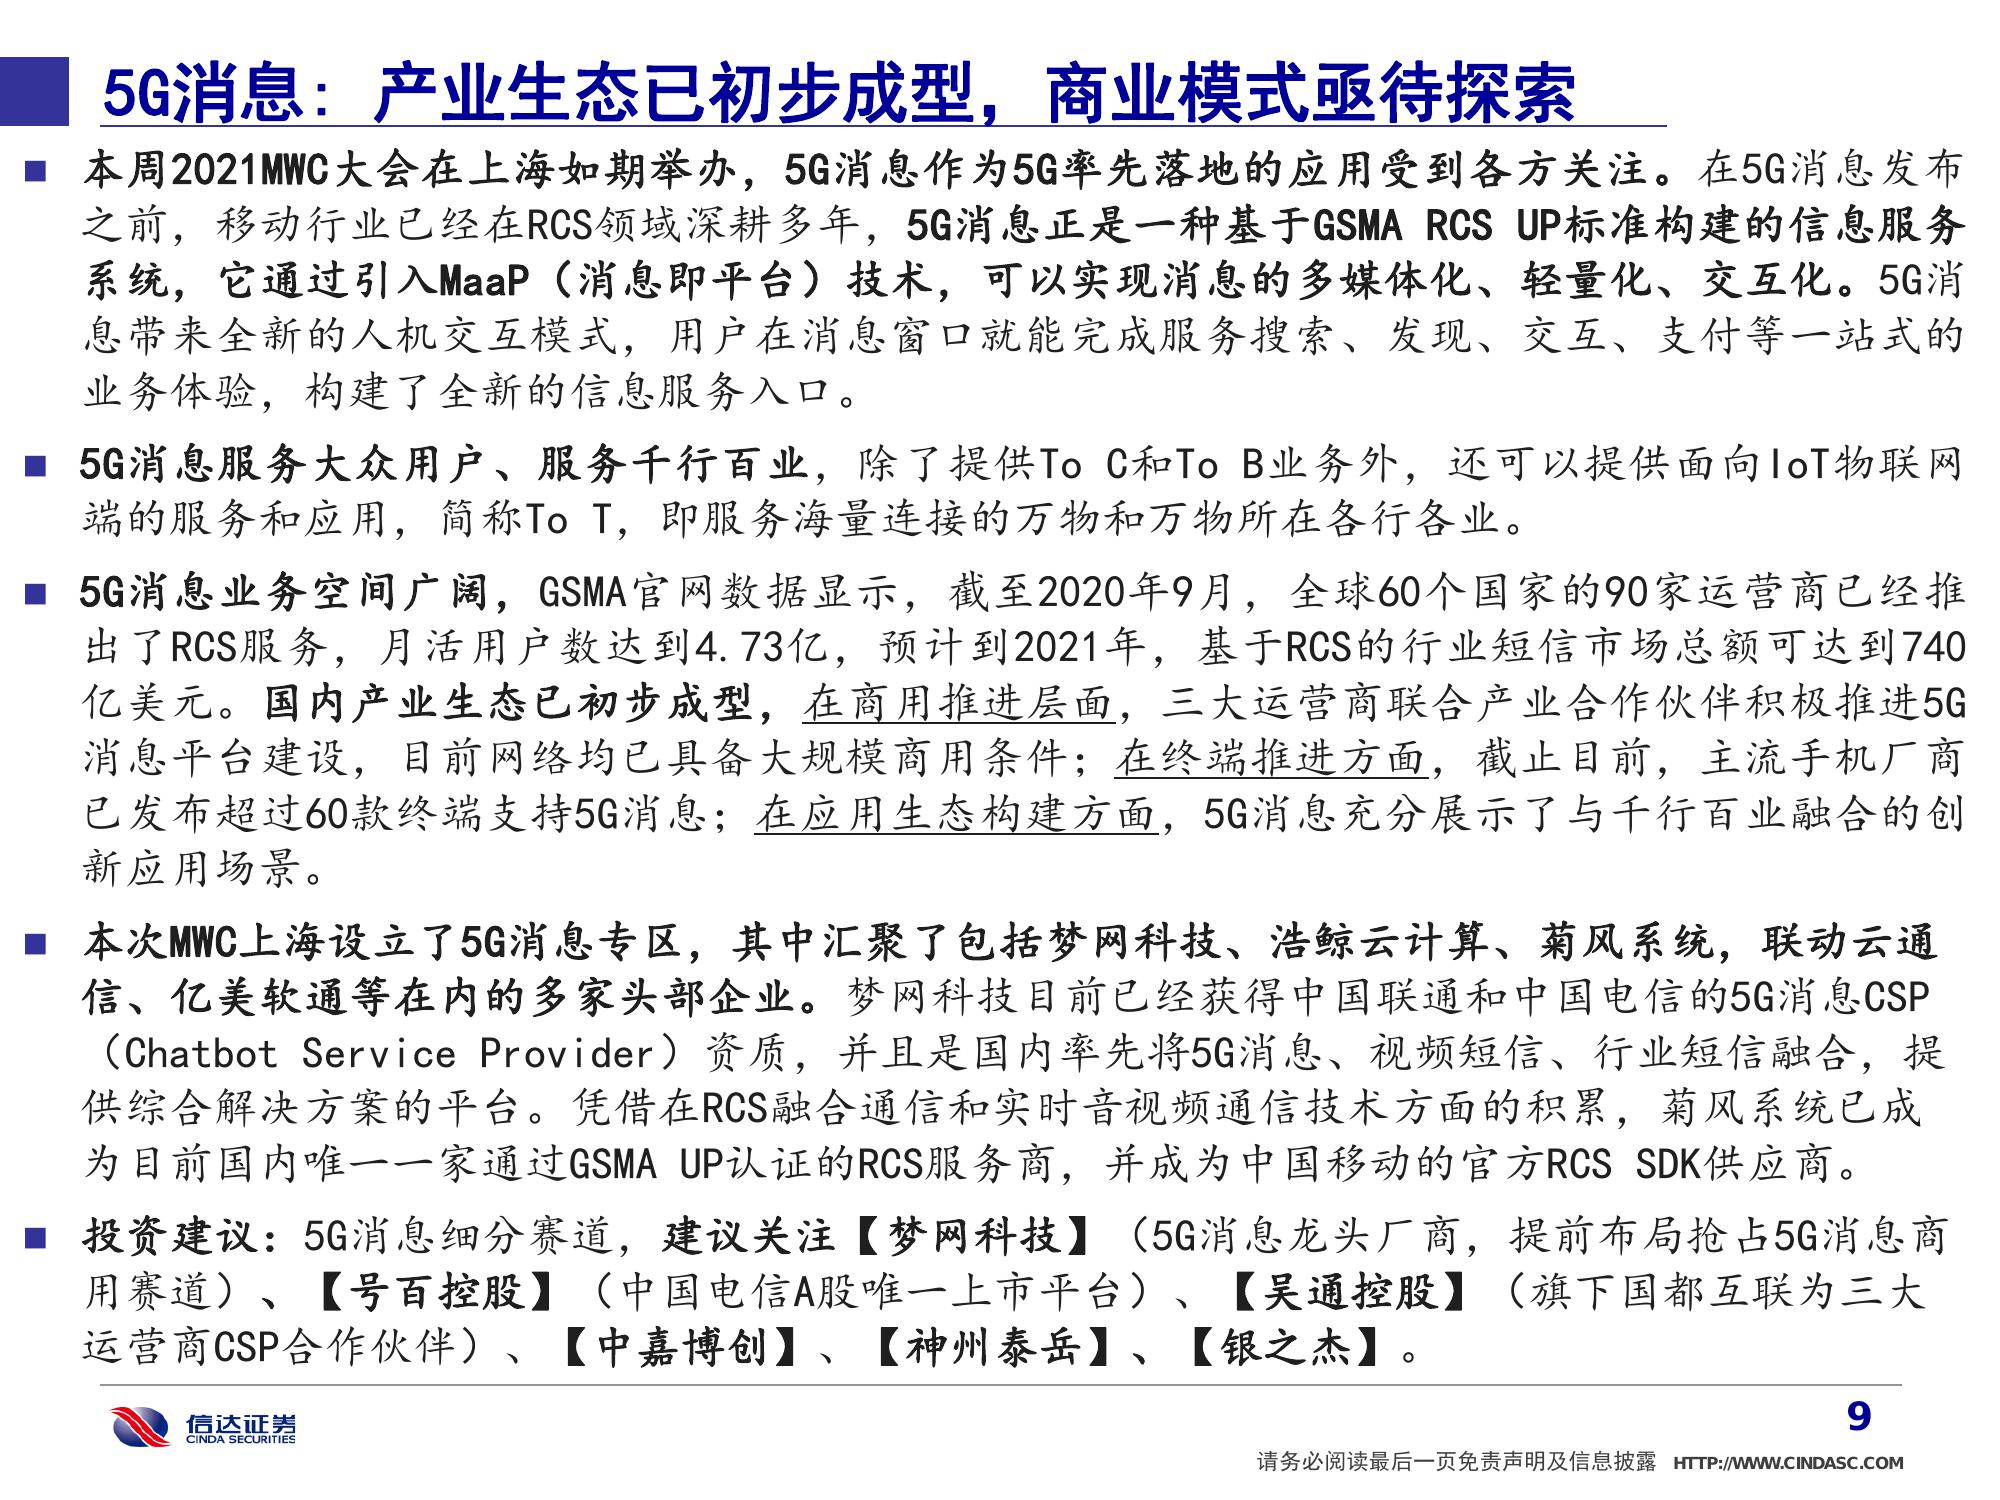 5G消息：产业生态已初步成型，商业模式亟待探索
本周2021MWC大会在上海如期举办，5G消息作为5G率先落地的应用受到各方关注。在5G消息发布
之前，移动行业已经在RCS领域深耕多年，5G消息正是一种基于GSMA RCS UP标准构建的信息服务
系统，它通过引入MaaP（消息即平台）技术，可以实现消息的多媒体化、轻量化、交互化。5G消
息带来全新的人机交互模式，用户在消息窗口就能完成服务搜索、发现、交互、支付等一站式的
业务体验，构建了全新的信息服务入口。
5G消息服务大众用户、服务千行百业，除了提供To C和To B业务外，还可以提供面向IoT物联网
端的服务和应用，简称To T，即服务海量连接的万物和万物所在各行各业。
5G消息业务空间广阔，GSMA官网数据显示，截至2020年9月，全球60个国家的90家运营商已经推
出了RCS服务，月活用户数达到4.73亿，预计到2021年，基于RCS的行业短信市场总额可达到740
亿美元。国内产业生态已初步成型，在商用推进层面，三大运营商联合产业合作伙伴积极推进5G
消息平台建设，目前网络均已具备大规模商用条件；在终端推进方面，截止目前，主流手机厂商
已发布超过60款终端支持5G消息；在应用生态构建方面，5G消息充分展示了与千行百业融合的创
新应用场景。
本次MWC上海设立了5G消息专区，其中汇聚了包括梦网科技、浩鲸云计算、菊风系统，联动云通
信、亿美软通等在内的多家头部企业。梦网科技目前已经获得中国联通和中国电信的5G消息CSP
（Chatbot Service Provider）资质，并且是国内率先将5G消息、视频短信、行业短信融合，提
供综合解决方案的平台。凭借在RCS融合通信和实时音视频通信技术方面的积累，菊风系统已成
为目前国内唯一一家通过GSMA UP认证的RCS服务商，并成为中国移动的官方RCS SDK供应商。
投资建议：5G消息细分赛道，建议关注【梦网科技】（5G消息龙头厂商，提前布局抢占5G消息商
用赛道）、【号百控股】（中国电信A股唯一上市平台）、【吴通控股】（旗下国都互联为三大
运营商CSP合作伙伴）、【中嘉博创】、【神州泰岳】、【银之杰】。
信达证券
CINDA SECURITIES
9
请务必阅读最后一页免责声明及信息披露 HTTP://WWW.CINDASC.COM